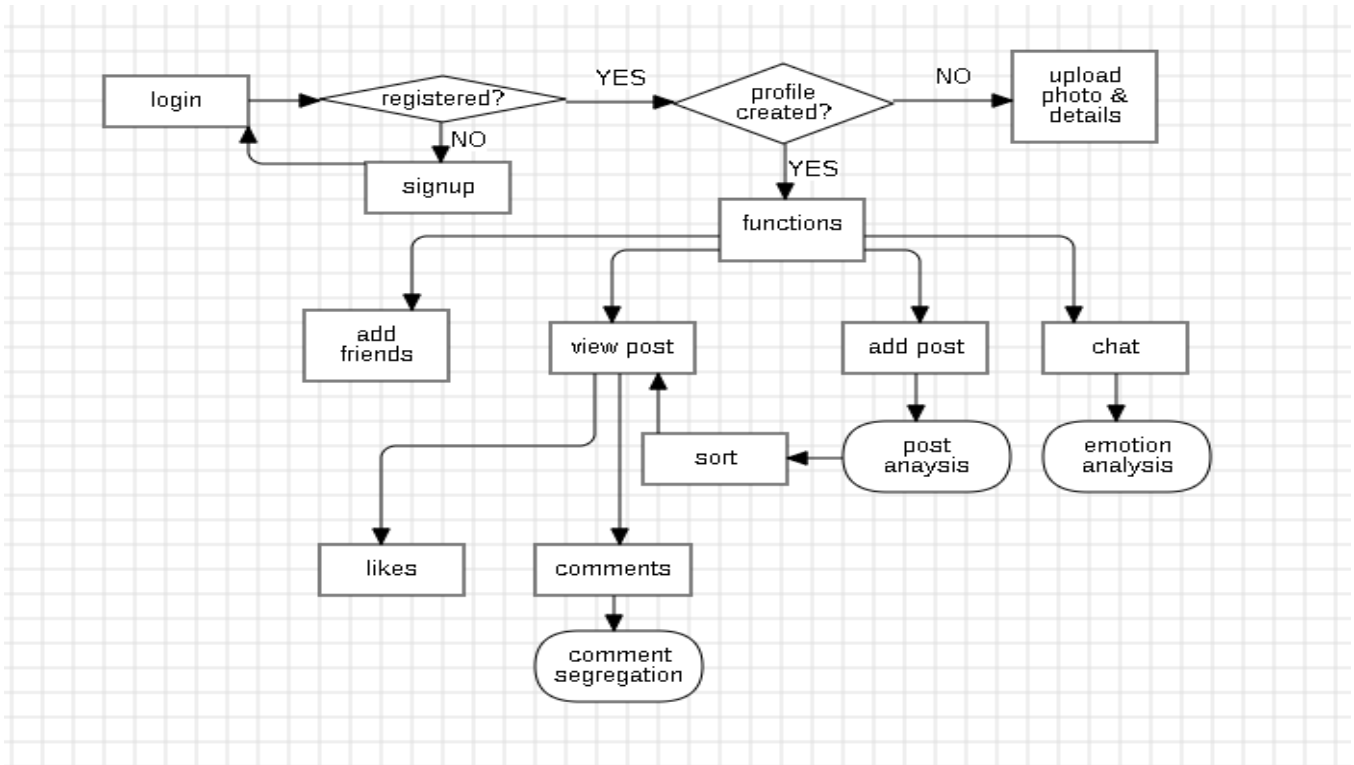 login
registered?
YES
profile
created?
NO
upload
photo &
details
NO
signup
YES
functions
add
friends
view post
add post
chat
sort
post
anaysis
emotion
analysis
likes
comments
comment
segregation